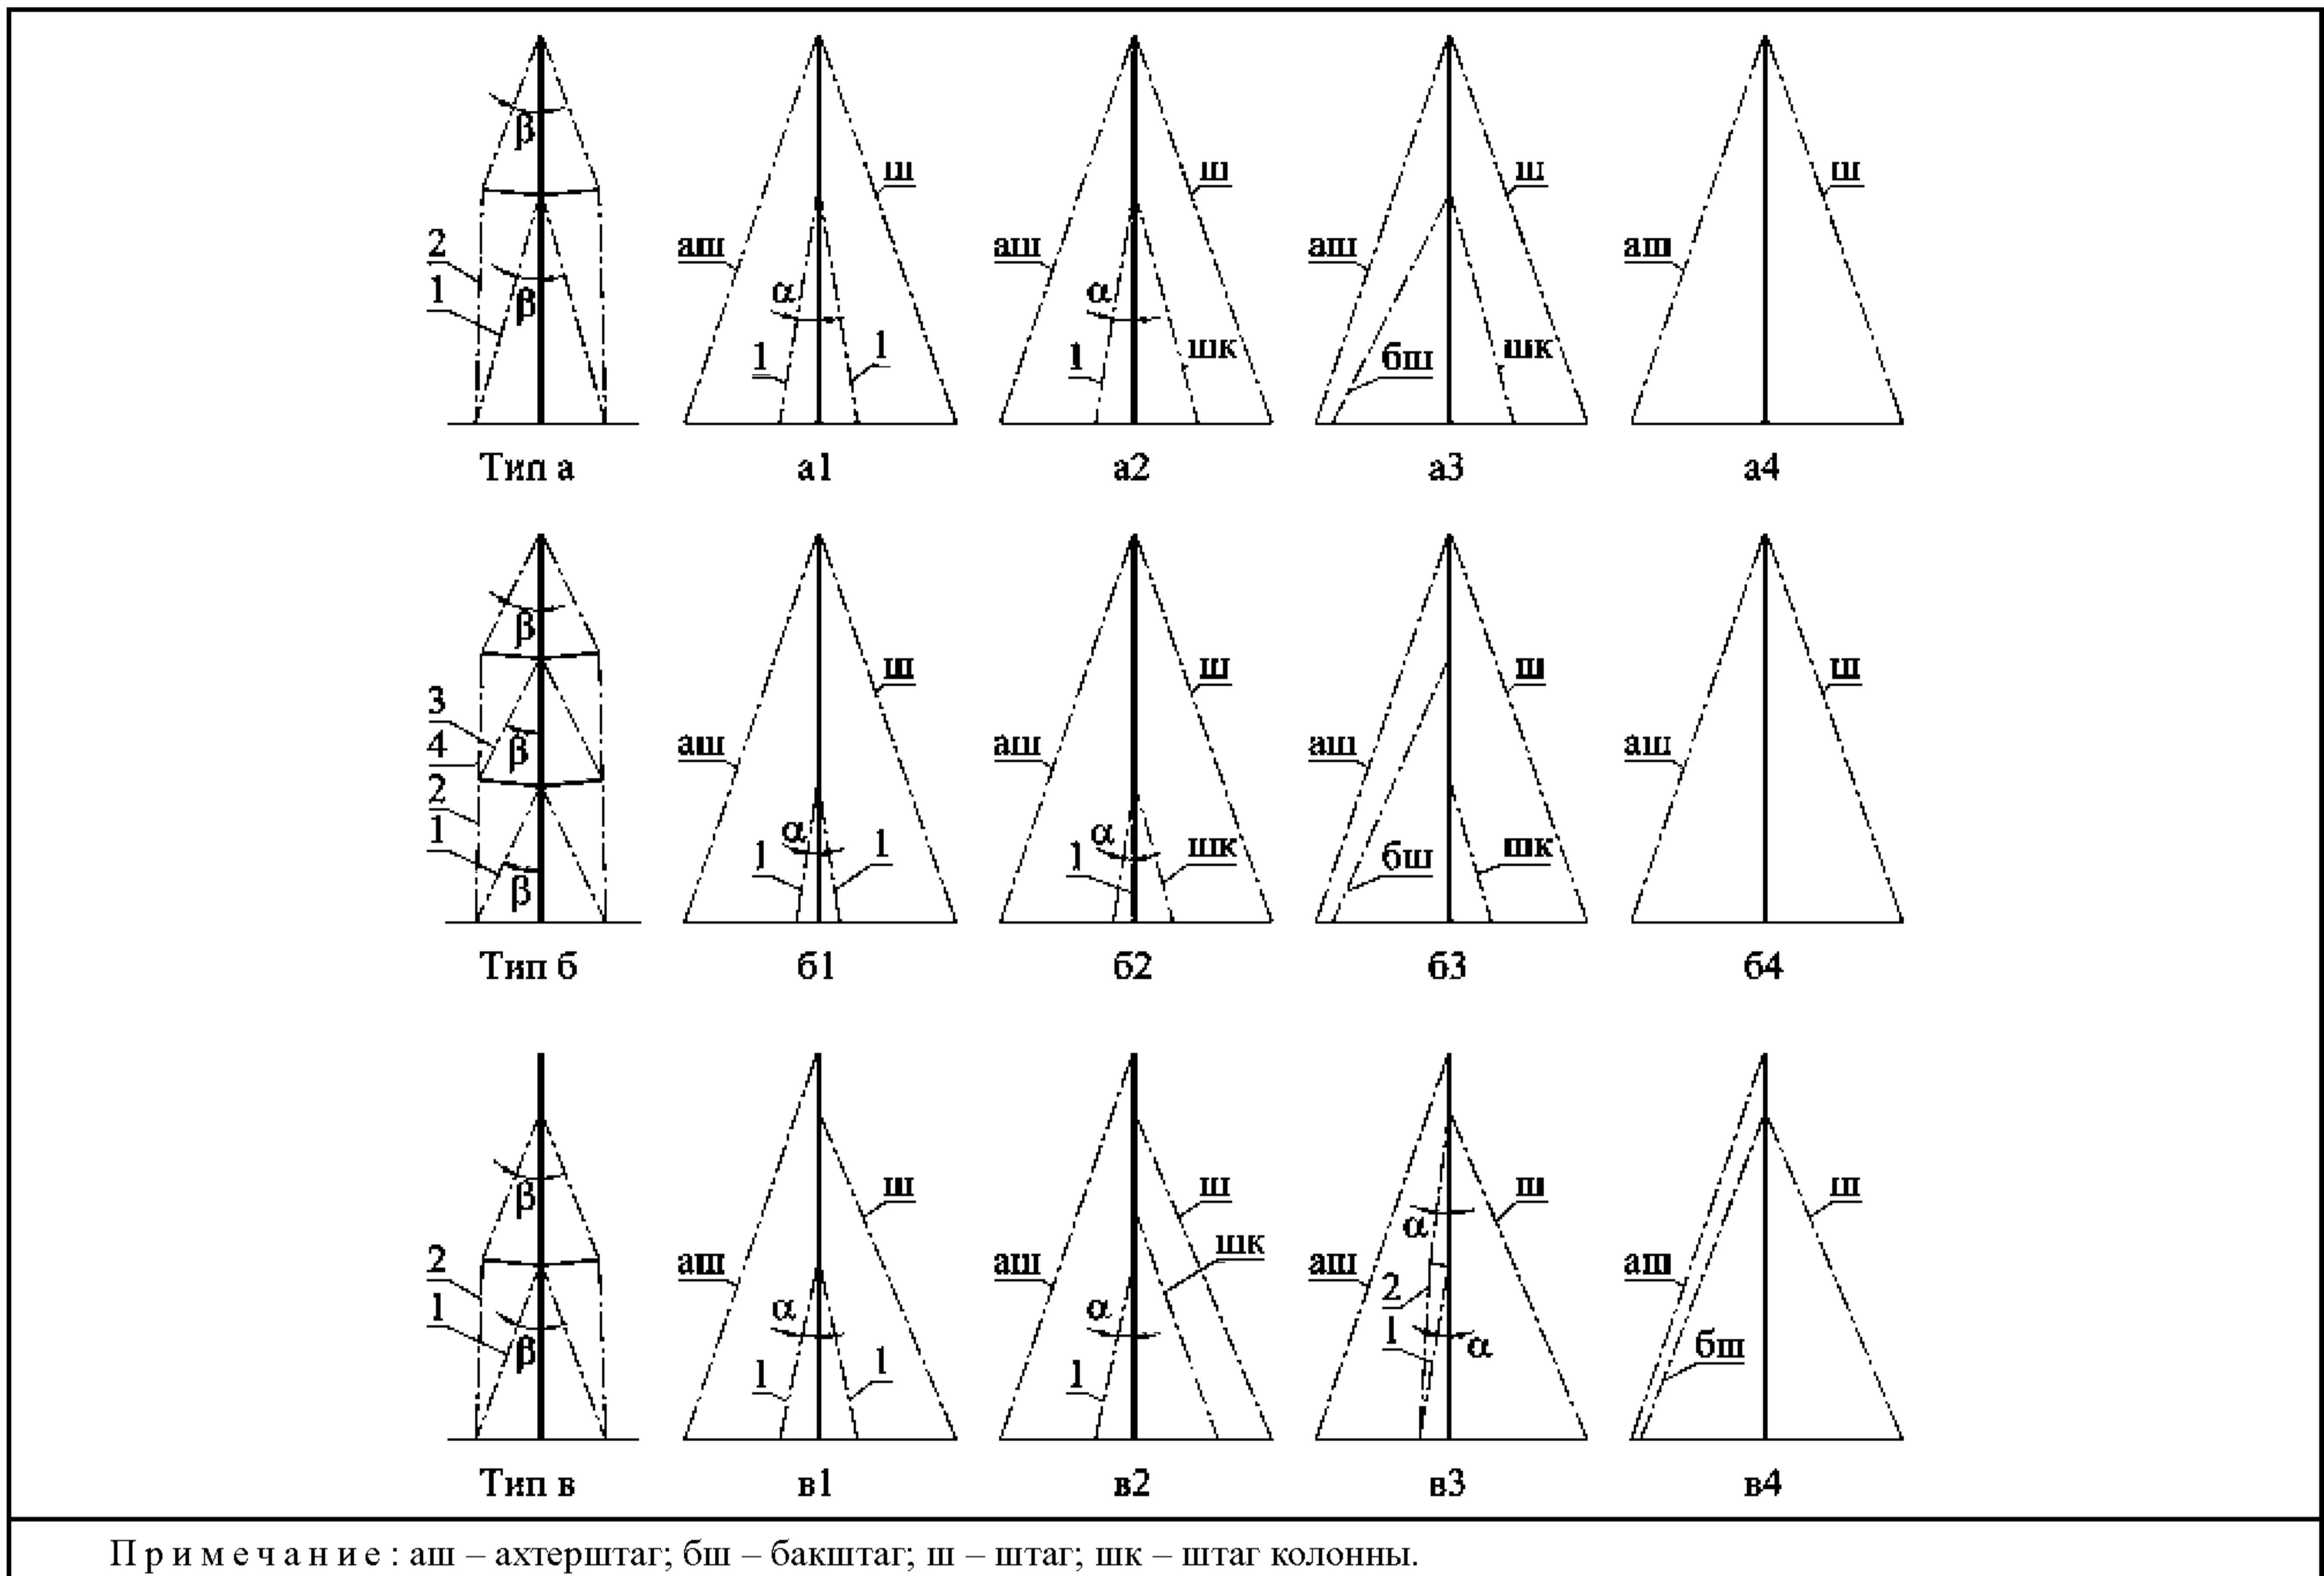 β
ш ш ш ш
2 аш аш аш аш
1 β α α
1 1 1 шк бш шк
Тип а а1 а2 а3 а4
β
ш ш ш ш
3
4 β аш аш аш аш
2
1 β 1 α 1 1 α шк бш шк
Тип б б1 б2 б3 б4
β
ш ш α ш ш
2 аш аш шк аш 2 аш
1 β α α 1 α
1 1 1 бш
Тип в в1 в2 в3 в4
Примечание: аш – ахтерштаг; бш – бакштаг; ш – штаг; шк – штаг колонны.